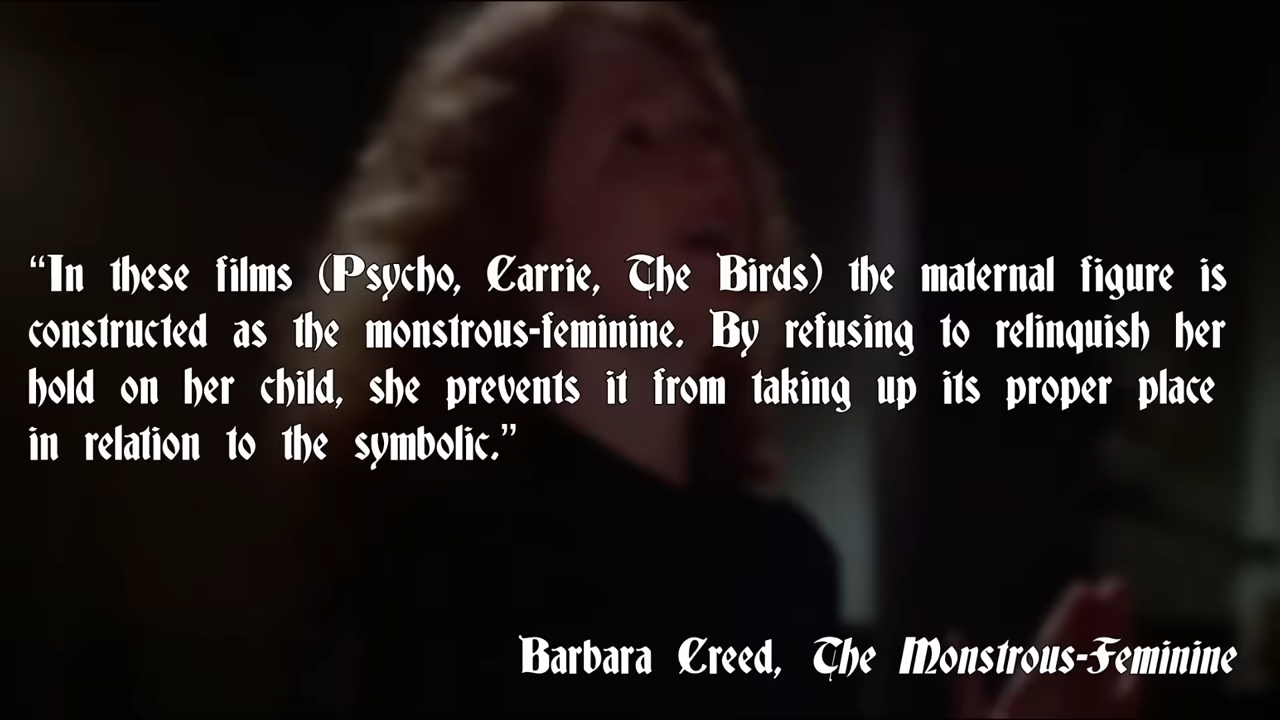 “In these films (Psycho, Carrie, The Birds) the maternal figure is
constructed as the monstrous-feminine. By refusing to relinquish her
hold on her child, she prevents it from taking up its proper place
in relation to the symbolic.”
Barbara Creed, The Monstrous-Feminine